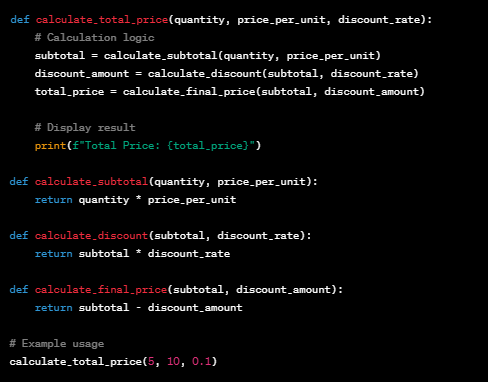 def calculate_total_price(quantity, price_per_unit, discount_rate):
    # Calculation logic
    subtotal = calculate_subtotal(quantity, price_per_unit)
    discount_amount = calculate_discount(subtotal, discount_rate)
    total_price = calculate_final_price(subtotal, discount_amount)

    # Display result
    print(f"Total Price: {total_price}")

def calculate_subtotal(quantity, price_per_unit):
    return quantity * price_per_unit

def calculate_discount(subtotal, discount_rate):
    return subtotal * discount_rate

def calculate_final_price(subtotal, discount_amount):
    return subtotal - discount_amount

# Example usage
calculate_total_price(5, 10, 0.1)